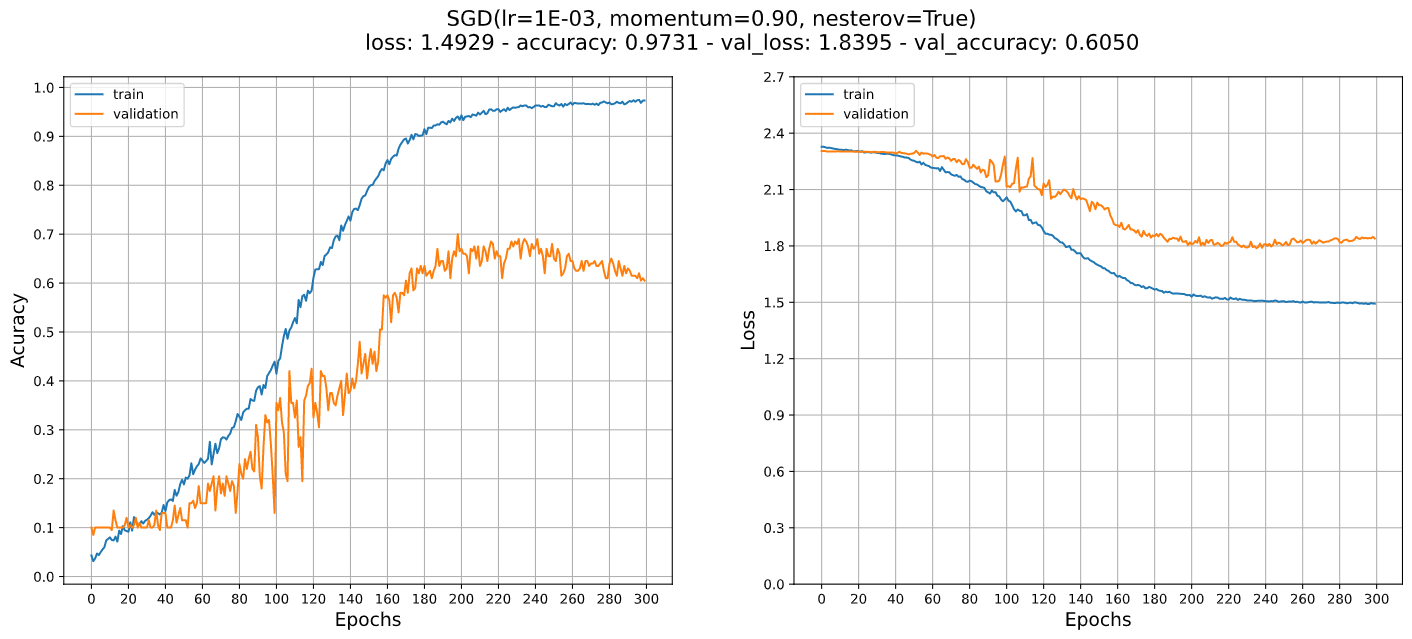 SGD(lr=1E-03, momentum=0.90, nesterov=True)
loss: 1.4929 - accuracy: 0.9731 - val_loss: 1.8395 - val_accuracy: 0.6050
train
validation
1.0
0.9
0.8
0.7
0.6
0.5
0.4
0.3
0.2
0.1
0.0
Acuracy
0 20 40 60 80 100 120 140 160 180 200 220 240 260 280 300
Epochs
train
validation
2.7
2.4
2.1
1.8
1.5
1.2
0.9
0.6
0.3
0.0
Loss
0 20 40 60 80 100 120 140 160 180 200 220 240 260 280 300
Epochs